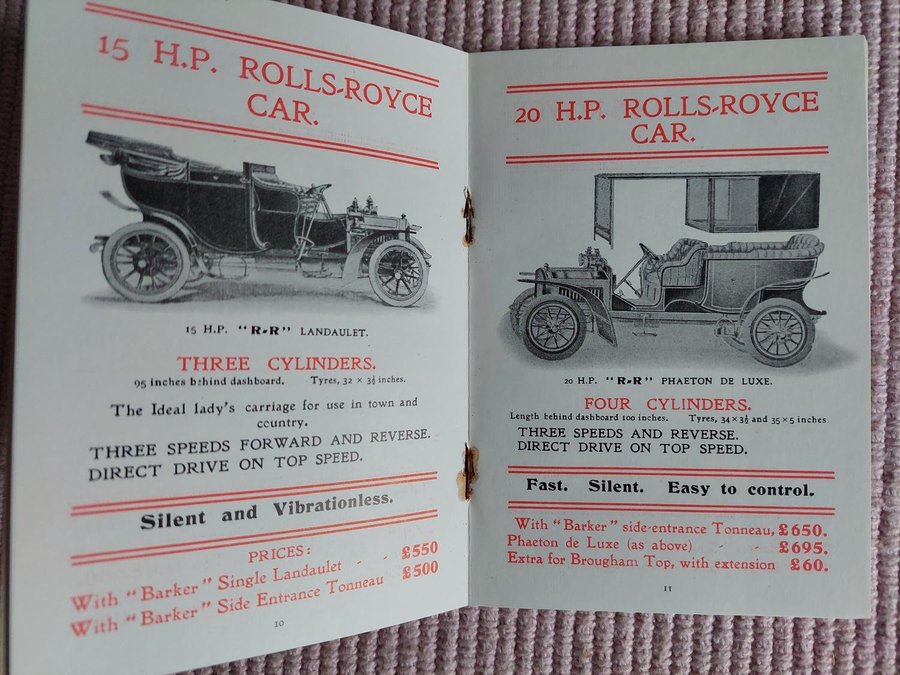 15 H.P. ROLLS-ROYCE
CAR.
15 H.P. "R-R" LANDAULET.
THREE CYLINDERS.
95 inches behind dashboard. Tyres, 32 × 3½ inches.
The Ideal lady's carriage for use in town and
country.
THREE SPEEDS FORWARD AND REVERSE.
DIRECT DRIVE ON TOP SPEED.
Silent and Vibrationless.
PRICES:
With "Barker" Single Landaulet - - £550
With "Barker" Side Entrance Tonneau £500
10
20 H.P. ROLLS-ROYCE
CAR.
20 H.P. "R-R" PHAETON DE LUXE.
FOUR CYLINDERS.
Length behind dashboard 100 inches. Tyres, 34×3½ and 35×5 inches
THREE SPEEDS AND REVERSE.
DIRECT DRIVE ON TOP SPEED.
Fast. Silent. Easy to control.
With "Barker" side-entrance Tonneau, £650.
Phaeton de Luxe (as above) - - £695.
Extra for Brougham Top, with extension £60.
11